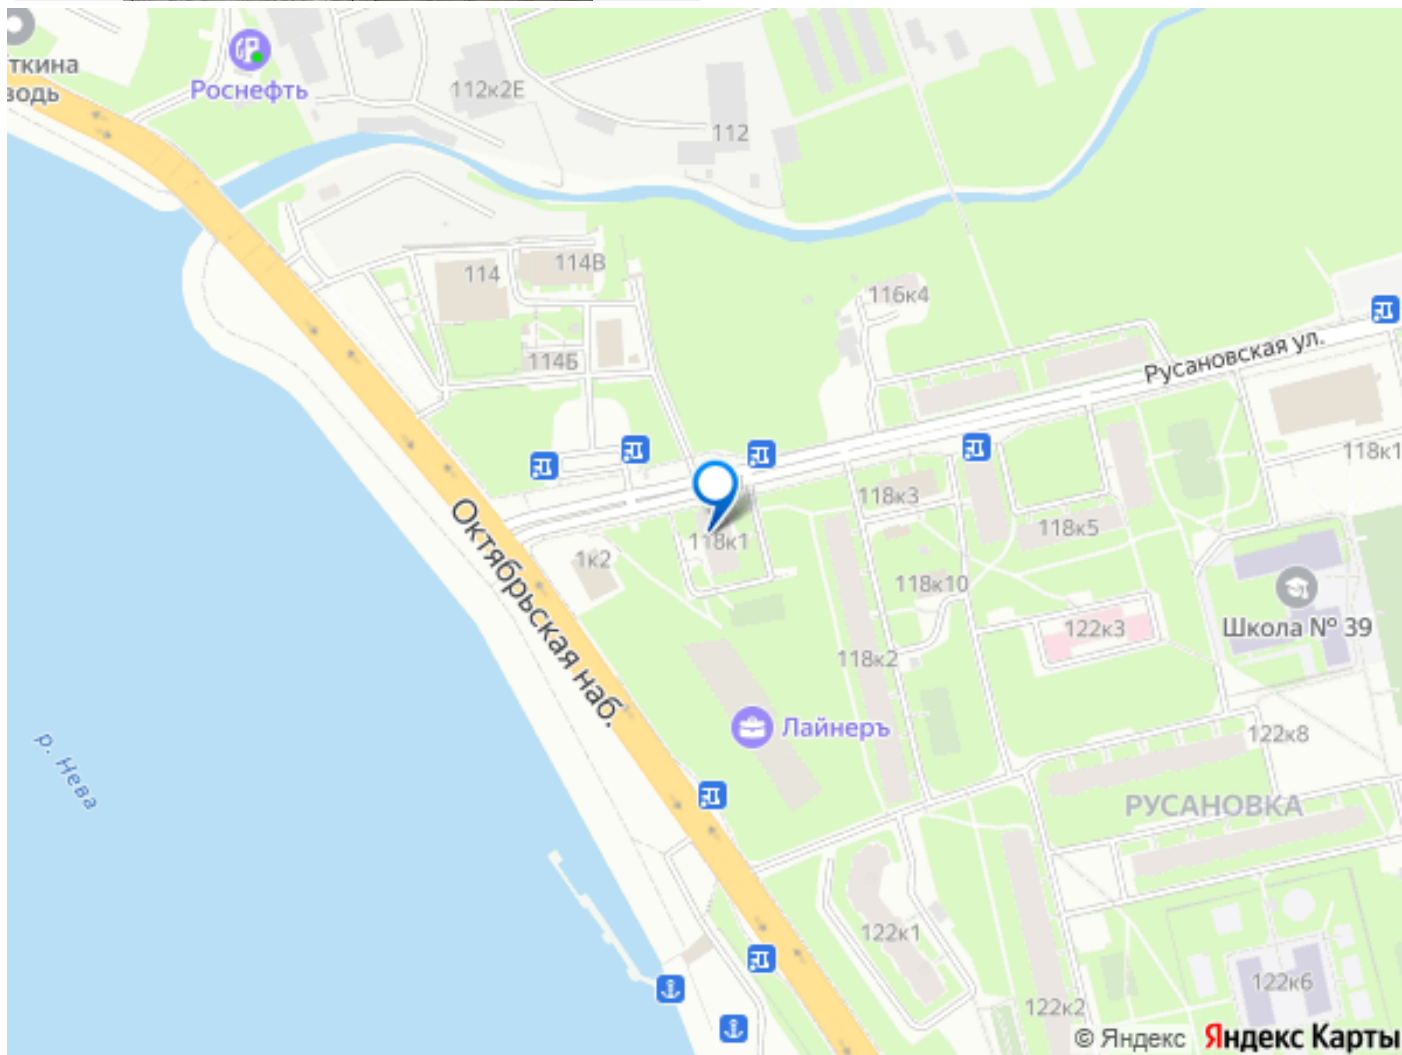 ткина
водь
Роснефть
112к2Е
112
114
114В
116к4
114Б
Русановская ул.
118к1
118к3
118к5
118к1
1к2
Октябрьская наб.
118к10
122к3
Школа № 39
118к2
Лайнеръ
122к8
р. Нева
РУСАНОВКА
122к1
122к6
122к2
© Яндекс Яндекс Карты